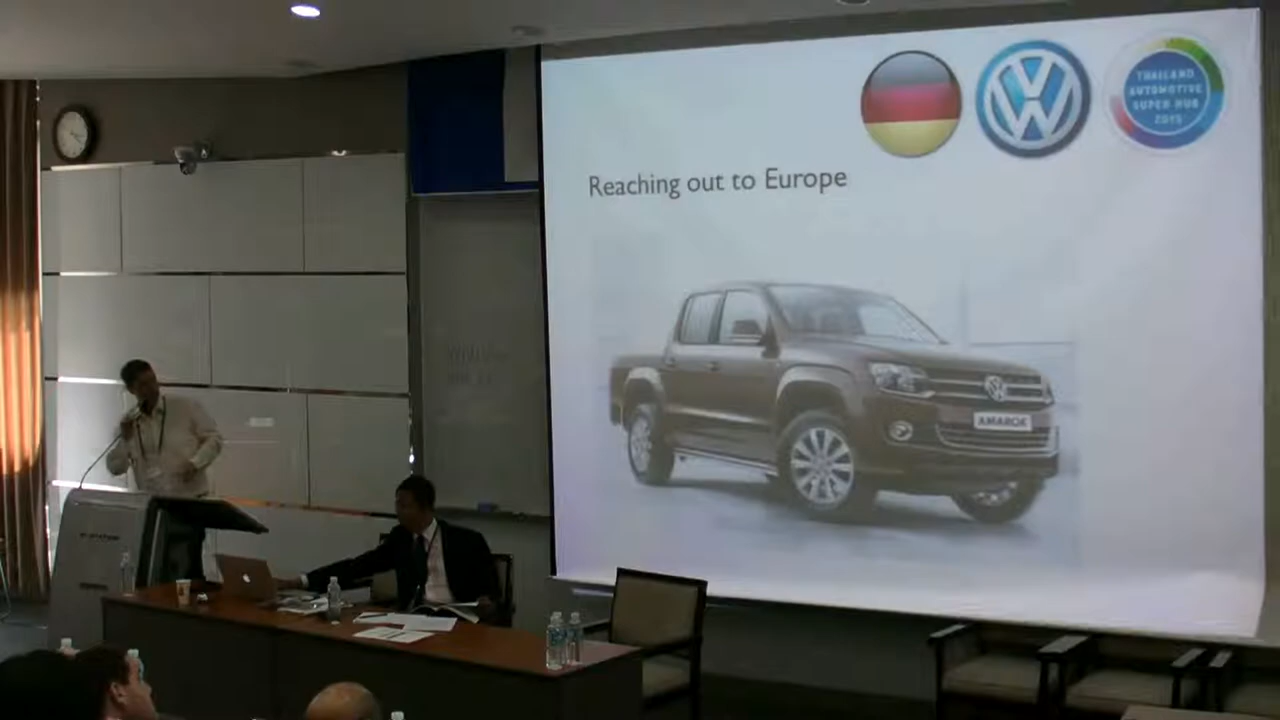 THAILAND
AUTOMOTIVE
SUPER HUB
2015
Reaching out to Europe
AMAROK